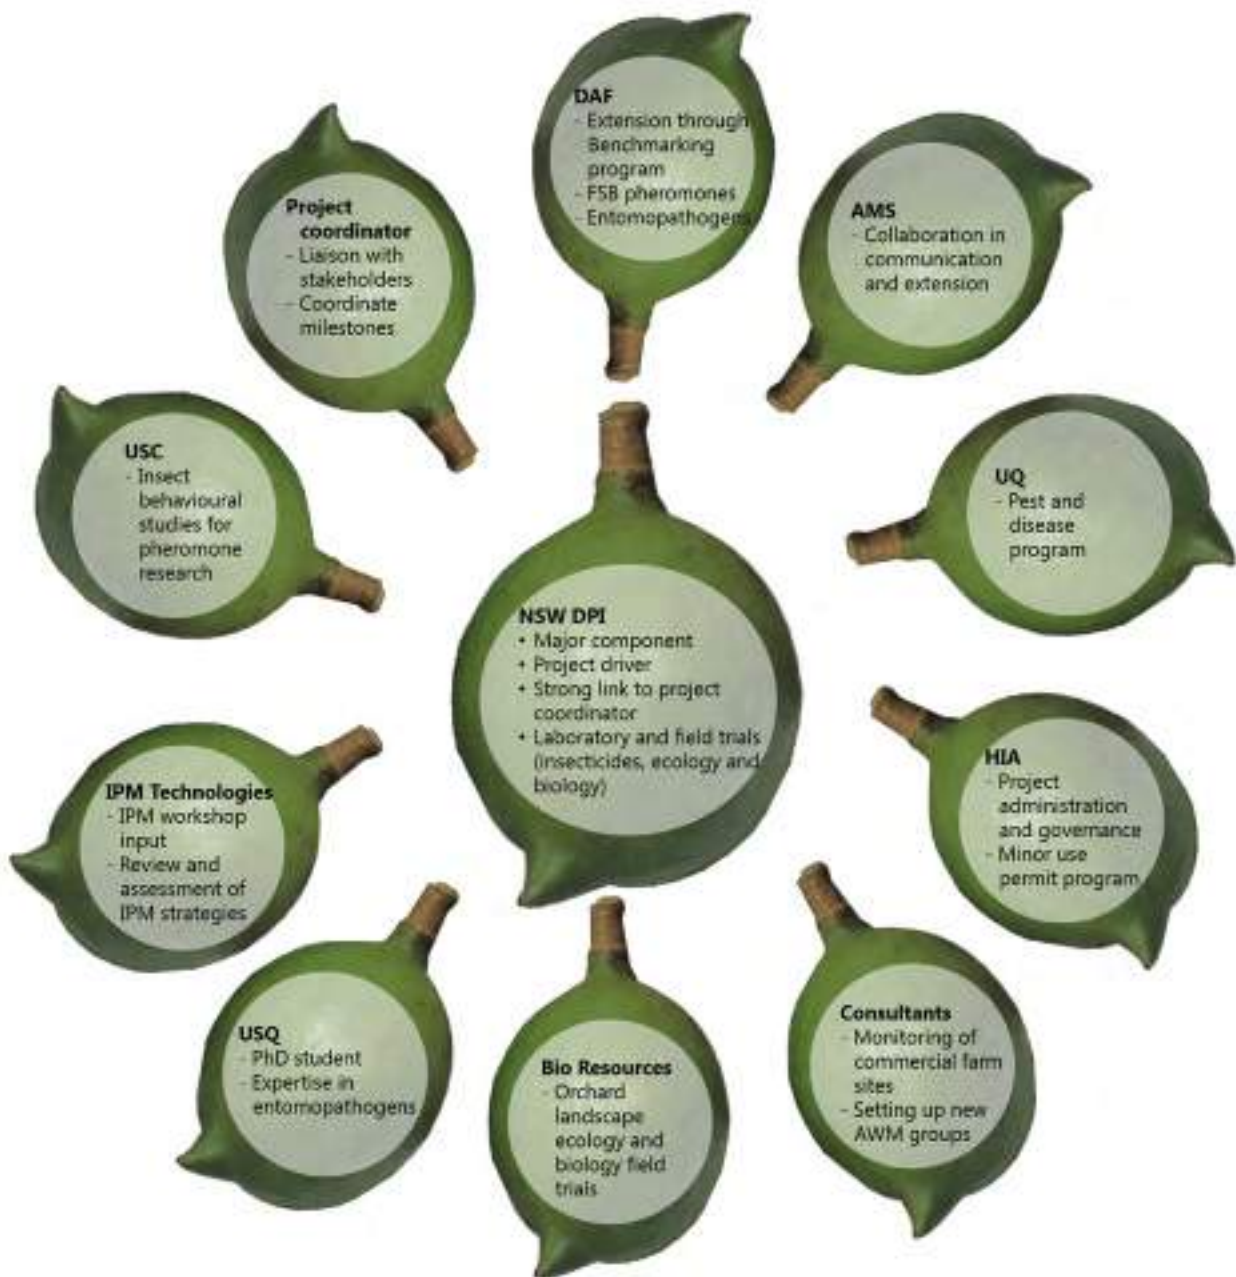 DAF
- Extension through
Benchmarking
program
- FSB pheromones
- Entomopathogens
AMS
- Collaboration in
communication
and extension
UQ
- Pest and
disease
program
HIA
- Project
administration
and governance
- Minor use
permit program
Consultants
- Monitoring of
commercial farm
sites
- Setting up new
AWM groups
Bio Resources
- Orchard
landscape
ecology and
biology field
trials
USQ
- PhD student
- Expertise in
entomopathogens
IPM Technologies
- IPM workshop
input
- Review and
assessment of
IPM strategies
USC
- Insect
behavioural
studies for
pheromone
research
Project
coordinator
- Liaison with
stakeholders
- Coordinate
milestones
NSW DPI
• Major component
• Project driver
• Strong link to project
coordinator
• Laboratory and field trials
(insecticides, ecology and
biology)